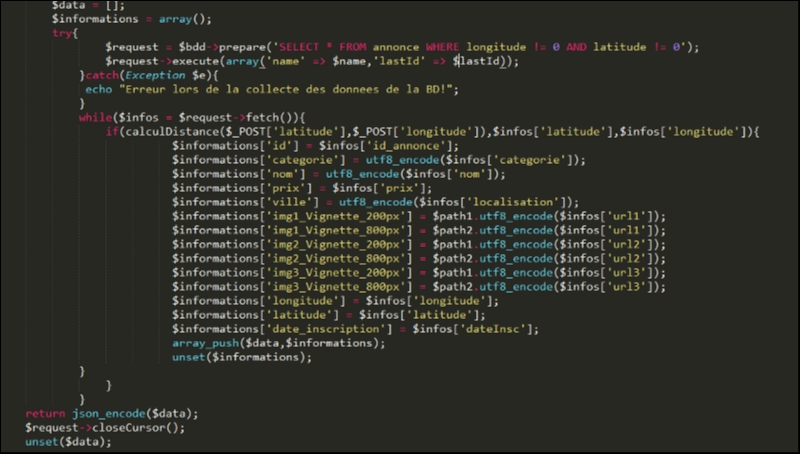 $data = [];
$informations = array();
try{
$request = $bdd->prepare('SELECT * FROM annonce WHERE longitude != 0 AND latitude != 0');
$request->execute(array('name' => $name,'lastId' => $lastId));
}catch(Exception $e){
echo "Erreur lors de la collecte des donnees de la BD!";
}
while($infos = $request->fetch()){
if(calculDistance($_POST['latitude'],$_POST['longitude']),$infos['latitude'],$infos['longitude']){
$informations['id'] = $infos['id_annonce'];
$informations['categorie'] = utf8_encode($infos['categorie']);
$informations['nom'] = utf8_encode($infos['nom']);
$informations['prix'] = $infos['prix'];
$informations['ville'] = utf8_encode($infos['localisation']);
$informations['img1_Vignette_200px'] = $path1.utf8_encode($infos['url1']);
$informations['img1_Vignette_800px'] = $path2.utf8_encode($infos['url1']);
$informations['img2_Vignette_200px'] = $path1.utf8_encode($infos['url2']);
$informations['img2_Vignette_800px'] = $path2.utf8_encode($infos['url2']);
$informations['img3_Vignette_200px'] = $path1.utf8_encode($infos['url3']);
$informations['img3_Vignette_800px'] = $path2.utf8_encode($infos['url3']);
$informations['longitude'] = $infos['longitude'];
$informations['latitude'] = $infos['latitude'];
$informations['date_inscription'] = $infos['dateInsc'];
array_push($data,$informations);
unset($informations);
}
}
}
return json_encode($data);
$request->closeCursor();
unset($data);